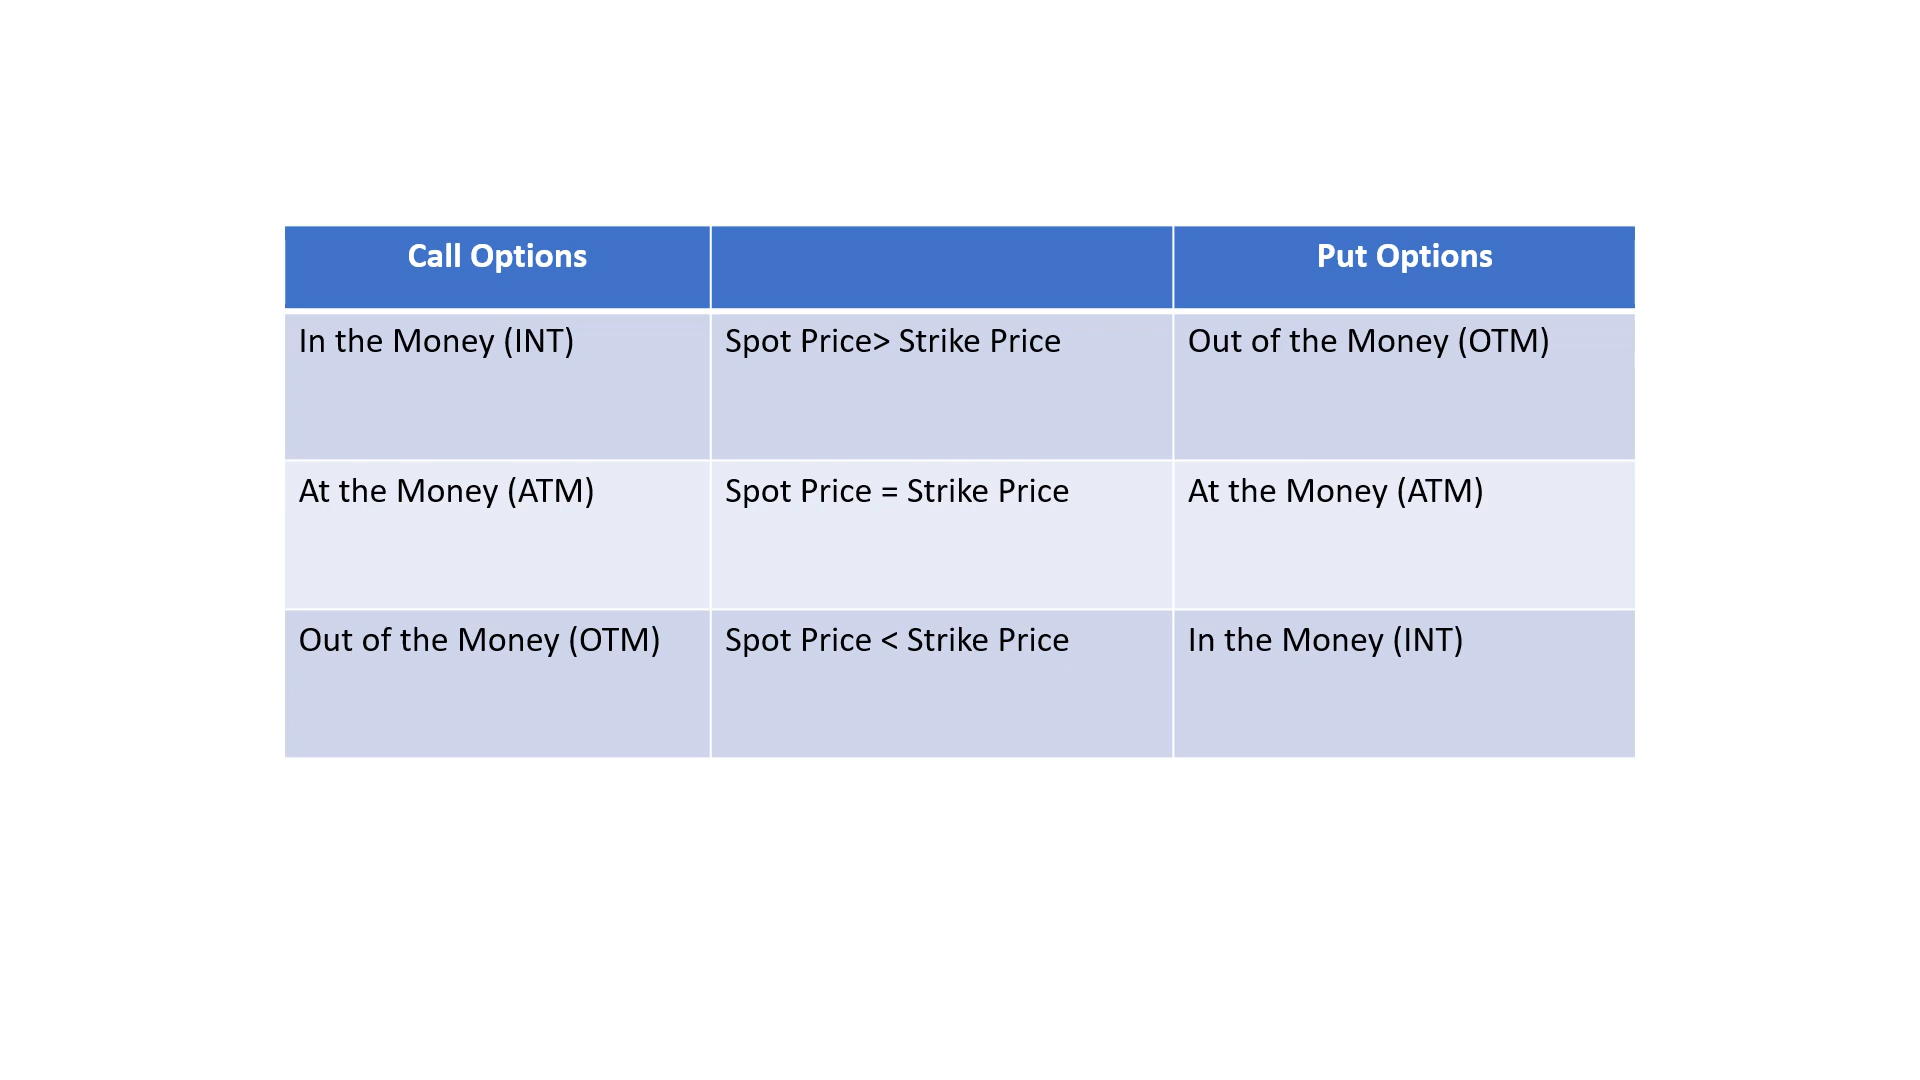 Call Options
Put Options
In the Money (INT)
Spot Price> Strike Price
Out of the Money (OTM)
At the Money (ATM)
Spot Price = Strike Price
At the Money (ATM)
Out of the Money (OTM)
Spot Price < Strike Price
In the Money (INT)